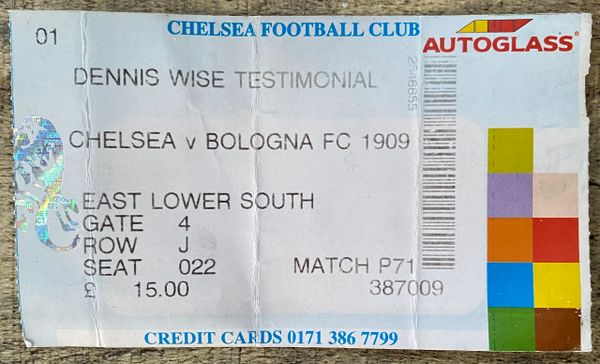 CHELSEA FOOTBALL CLUB
AUTOGLASS®
01
DENNIS WISE TESTIMONIAL
2546655
CHELSEA v BOLOGNA FC 1909
EAST LOWER SOUTH
GATE 4
ROW J
SEAT 022 MATCH P71
£ 15.00 387009
CREDIT CARDS 0171 386 7799